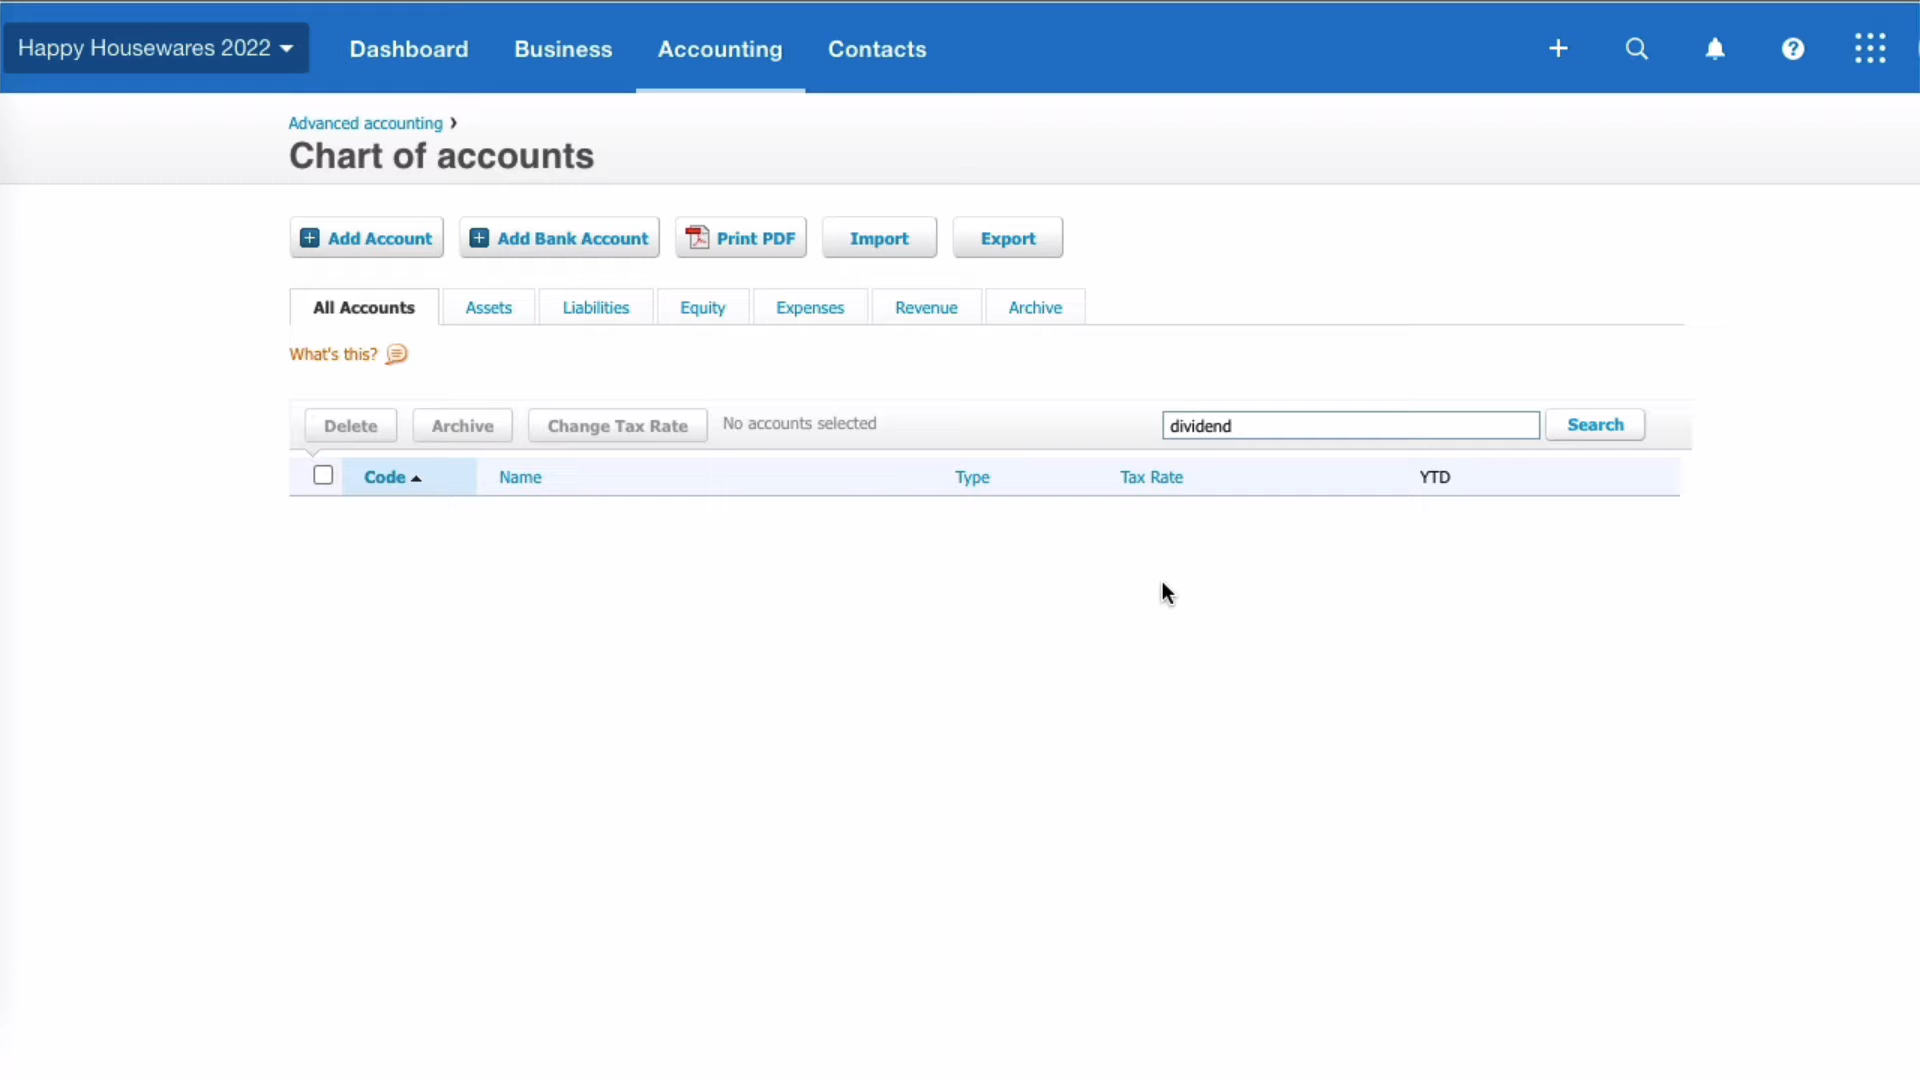 Happy Housewares 2022 Dashboard Business Accounting Contacts
Advanced accounting
Chart of accounts
Add Account Add Bank Account Print PDF Import Export
All Accounts Assets Liabilities Equity Expenses Revenue Archive
What's this?
Delete Archive Change Tax Rate No accounts selected dividend Search
Code Name Type Tax Rate YTD